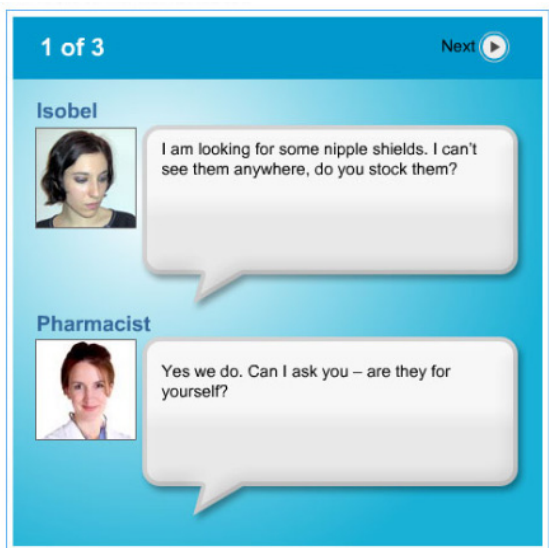 1 of 3
Next
Isobel
I am looking for some nipple shields. I can't
see them anywhere, do you stock them?
Pharmacist
Yes we do. Can I ask you – are they for
yourself?